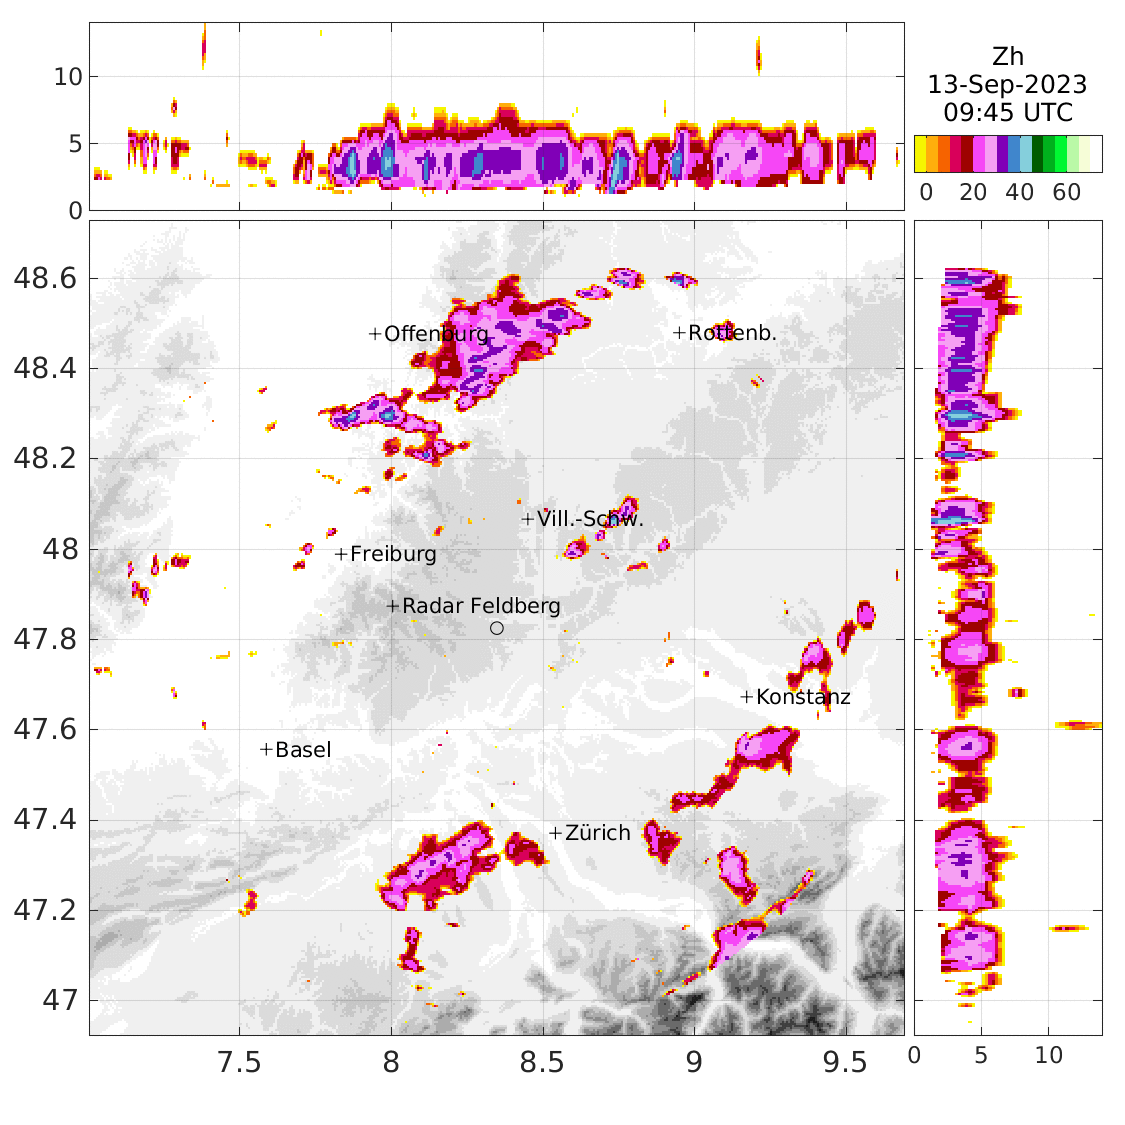 Zh
13-Sep-2023
09:45 UTC
0 20 40 60
10
5
0
48.6
48.4
48.2
48
47.8
47.6
47.4
47.2
47
+Offenburg
+Rottenb.
+Vill.-Schw.
+Freiburg
+Radar Feldberg
+Konstanz
+Basel
+Zürich
7.5 8 8.5 9 9.5
0 5 10